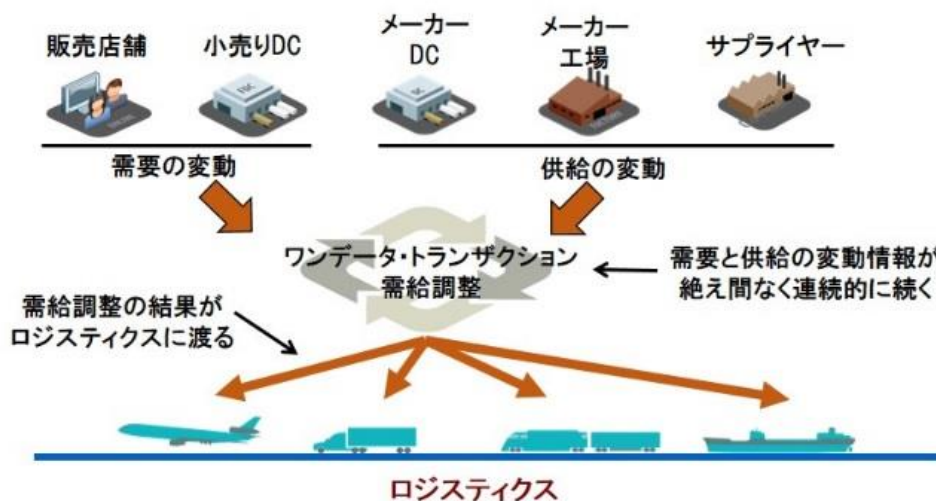 販売店舗
小売りDC
メーカー
DC
メーカー
工場
サプライヤー
需要の変動
供給の変動
ワンデータ・トランザクション
需給調整
需要と供給の変動情報が
絶え間なく連続的に続く
需給調整の結果が
ロジスティクスに渡る
ロジスティクス